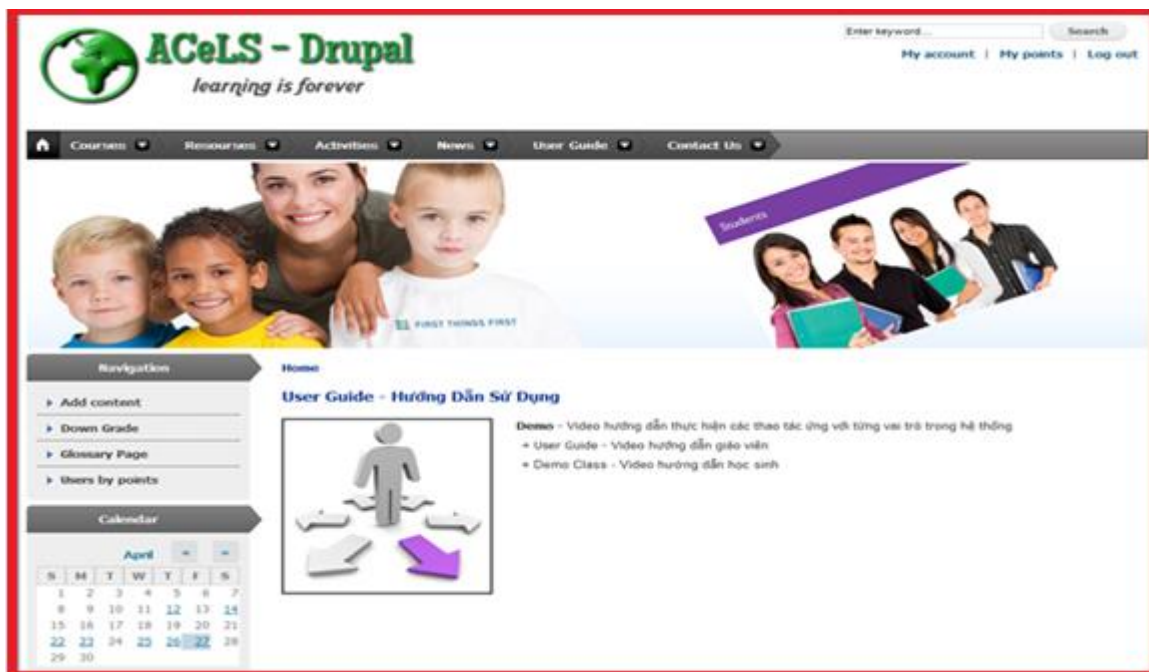 ACeLS - Drupal
learning is forever
Enter keyword...
Search
My account | My points | Log out
Courses
Resourses
Activities
News
User Guide
Contact Us
Students
FIRST THINGS FIRST
Navigation
Add content
Down Grade
Glossary Page
Users by points
Home
User Guide - Hướng Dẫn Sử Dụng
Demo - Video hướng dẫn thực hiện các thao tác ứng với từng vai trò trong hệ thống
+ User Guide - Video hướng dẫn giáo viên
+ Demo Class - Video hướng dẫn học sinh
Calendar
April « »
S M T W T F S
1 2 3 4 5 6 7
8 9 10 11 12 13 14
15 16 17 18 19 20 21
22 23 24 25 26 27 28
29 30